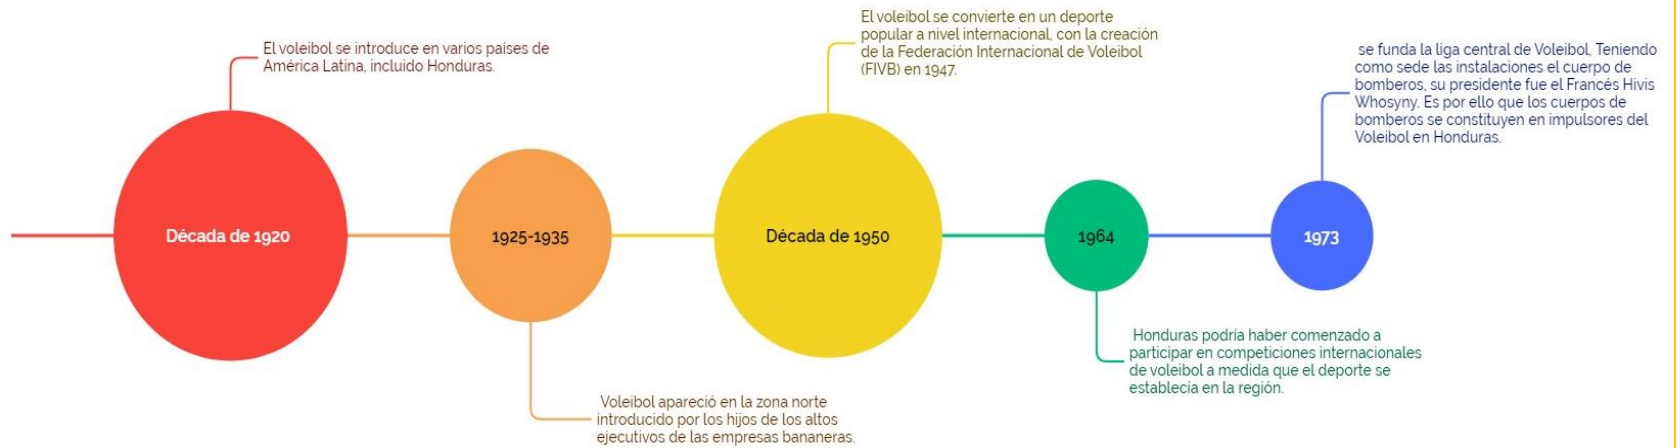 El voleibol se introduce en varios países de
América Latina, incluido Honduras.
El voleibol se convierte en un deporte
popular a nivel internacional, con la creación
de la Federación Internacional de Voleibol
(FIVB) en 1947.
se funda la liga central de Voleibol, Teniendo
como sede las instalaciones el cuerpo de
bomberos, su presidente fue el Francés Hivis
Whosyny. Es por ello que los cuerpos de
bomberos se constituyen en impulsores del
Voleibol en Honduras.
Década de 1920
1925-1935
Década de 1950
1964
1973
Voleibol apareció en la zona norte
introducido por los hijos de los altos
ejecutivos de las empresas bananeras.
Honduras podría haber comenzado a
participar en competiciones internacionales
de voleibol a medida que el deporte se
establecía en la región.